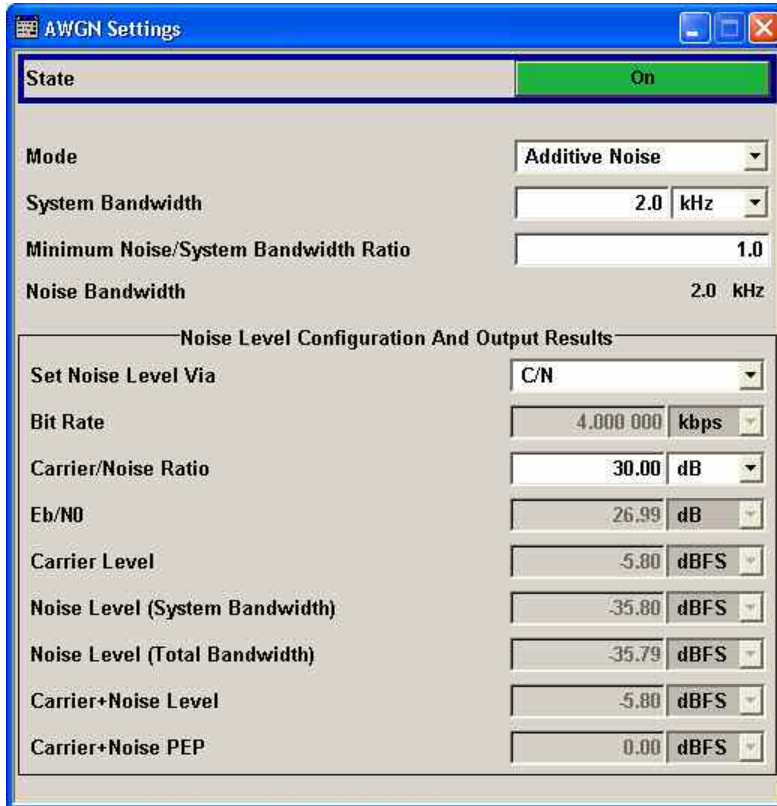 AWGN Settings
State On
Mode Additive Noise
System Bandwidth 2.0 kHz
Minimum Noise/System Bandwidth Ratio 1.0
Noise Bandwidth 2.0 kHz
Noise Level Configuration And Output Results
Set Noise Level Via C/N
Bit Rate 4.000 000 kbps
Carrier/Noise Ratio 30.00 dB
Eb/N0 26.99 dB
Carrier Level -5.80 dBFS
Noise Level (System Bandwidth) -35.80 dBFS
Noise Level (Total Bandwidth) -35.79 dBFS
Carrier+Noise Level -5.80 dBFS
Carrier+Noise PEP 0.00 dBFS